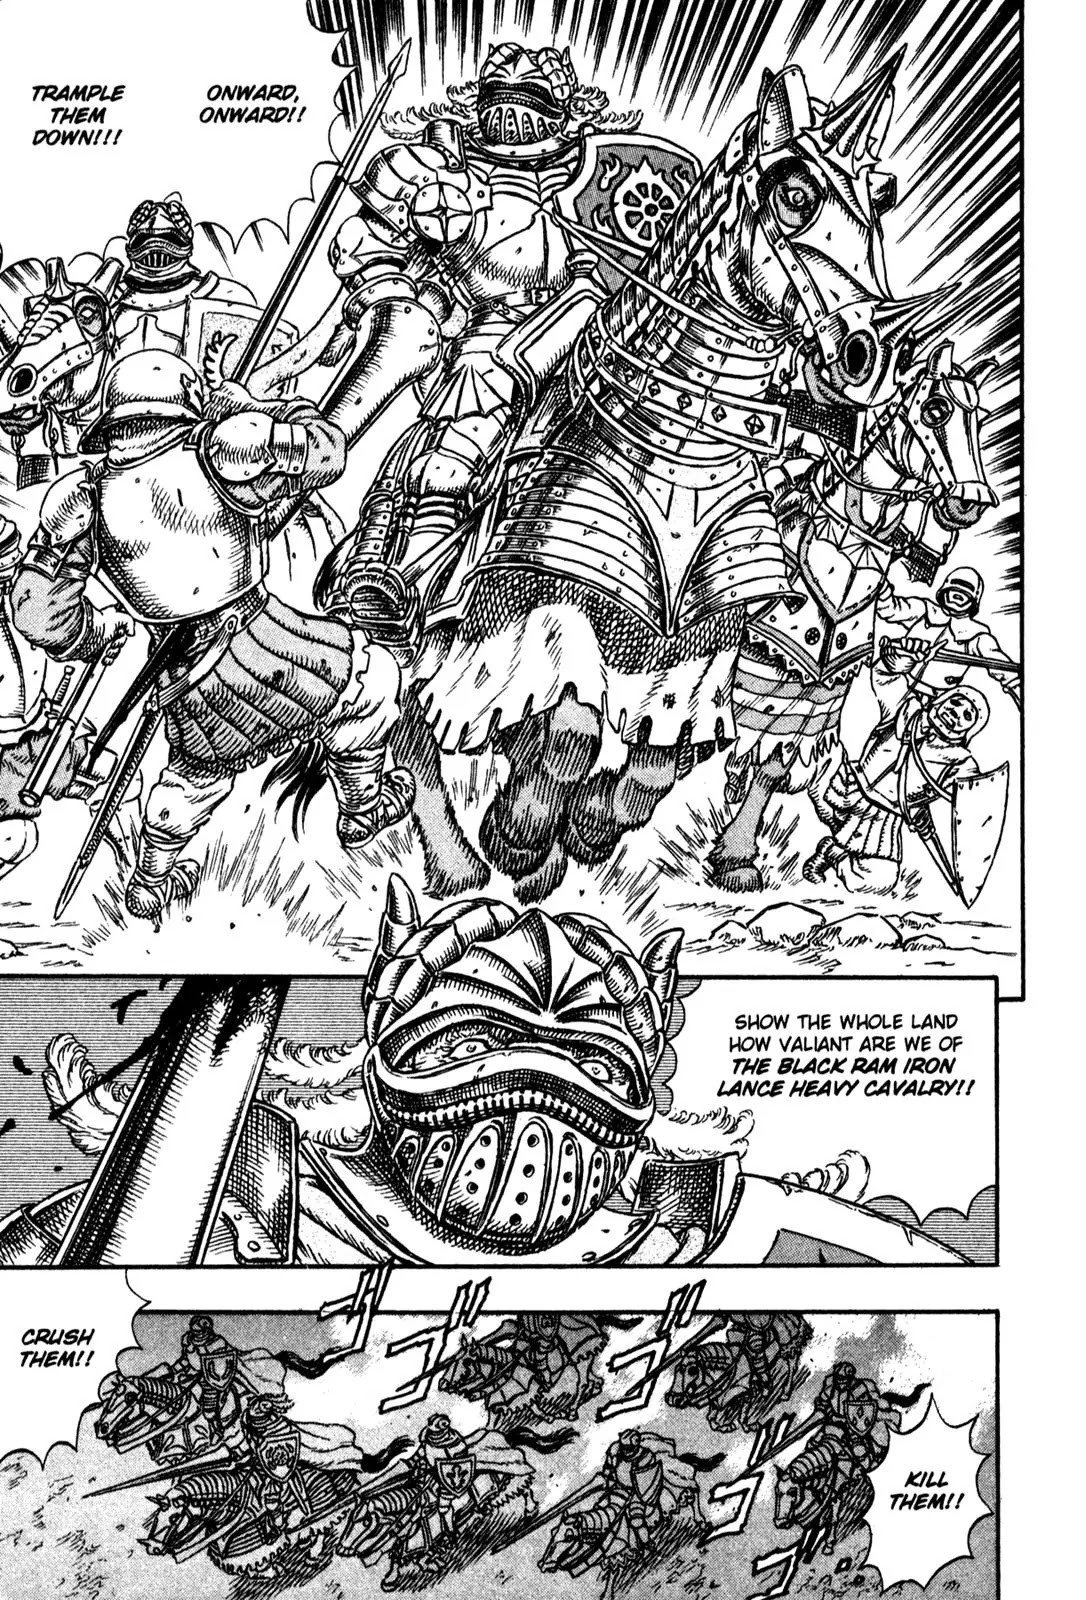 ONWARD,
ONWARD!!
TRAMPLE
THEM
DOWN!!!
SHOW THE WHOLE LAND
HOW VALIANT ARE WE OF
THE BLACK RAM IRON
LANCE HEAVY CAVALRY!!
KILL
THEM!!
CRUSH
THEM!!